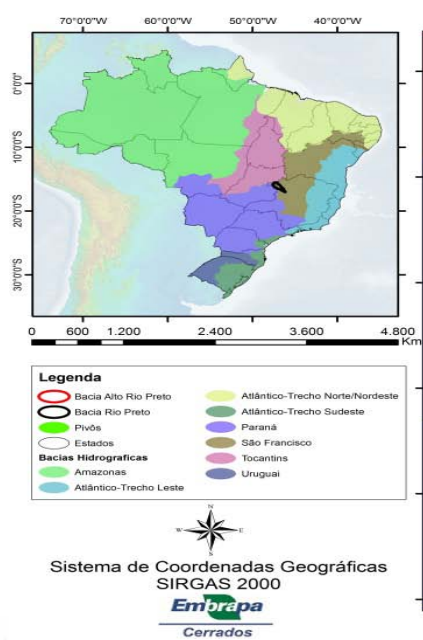 70°0'0"W 60°0'0"W 50°0'0"W 40°0'0"W
0°0'0"
10°0'0"S
20°0'0"S
30°0'0"S
0 600 1.200 2.400 3.600 4.800
Km
Legenda
Bacia Alto Rio Preto
Bacia Rio Preto
Pivôs
Estados
Bacias Hidrograficas
Amazonas
Atlântico-Trecho Leste
Atlântico-Trecho Norte/Nordeste
Atlântico-Trecho Sudeste
Paraná
São Francisco
Tocantins
Uruguai
N
W E
S
Sistema de Coordenadas Geográficas
SIRGAS 2000
Embrapa
Cerrados